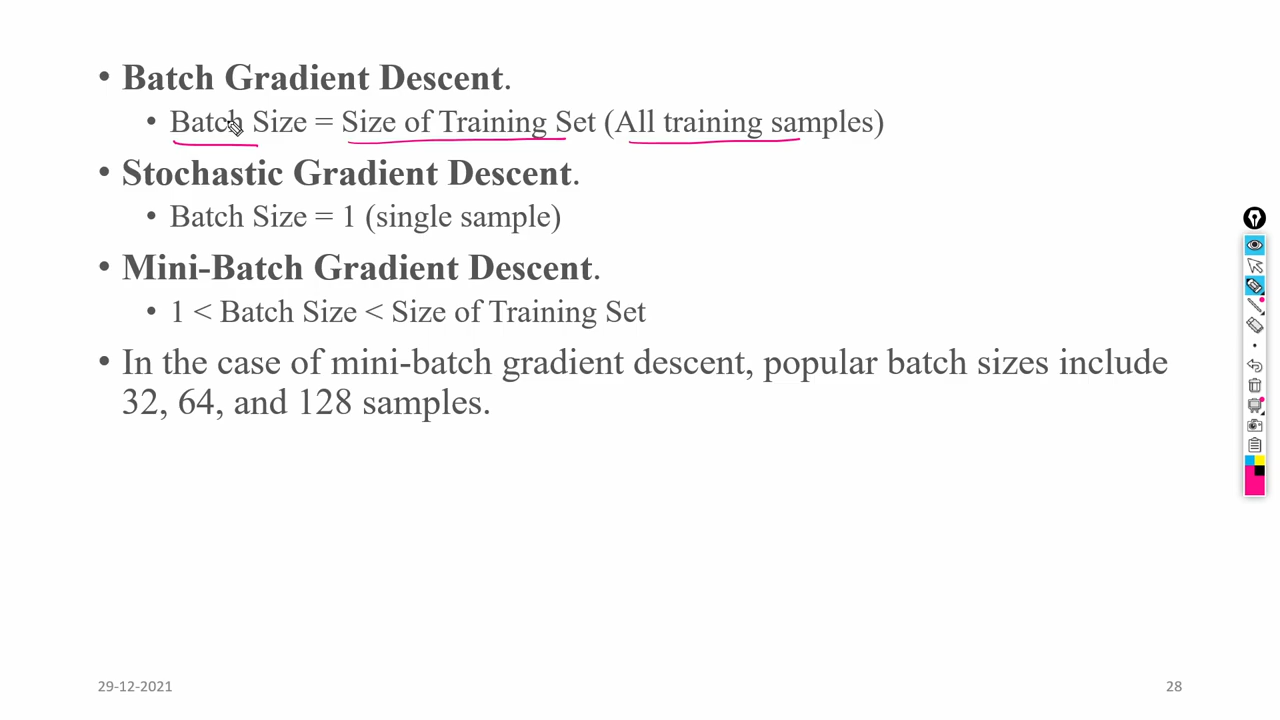 • Batch Gradient Descent.
• Batch Size = Size of Training Set (All training samples)
• Stochastic Gradient Descent.
• Batch Size = 1 (single sample)
• Mini-Batch Gradient Descent.
• 1 < Batch Size < Size of Training Set
• In the case of mini-batch gradient descent, popular batch sizes include
32, 64, and 128 samples.
29-12-2021
28